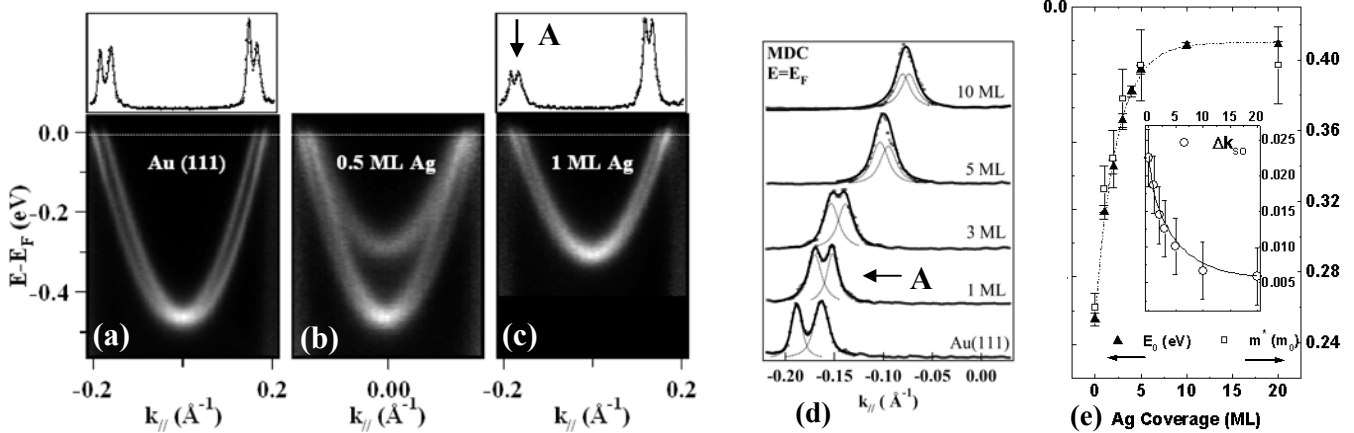 A
Au (111)
0.5 ML Ag
1 ML Ag
0.0
-0.2
-0.4
E-E_F (eV)
(a)
(b)
(c)
-0.2
0.00
0.2
k_// (Å⁻¹)
-0.2
0.00
0.2
k_// (Å⁻¹)
-0.2
0.00
0.2
k_// (Å⁻¹)
MDC
E=E_F
10 ML
5 ML
3 ML
A
1 ML
Au(111)
-0.20
-0.15
-0.10
-0.05
0.00
(d)
k_// (Å⁻¹)
(e)
0.0
0.40
0.36
0.32
0.28
0.24
0 5 10 15 20
Δk_SO
0.025
0.020
0.015
0.010
0.005
E_0 (eV)
m* (m_0)
0 5 10 15 20
Ag Coverage (ML)